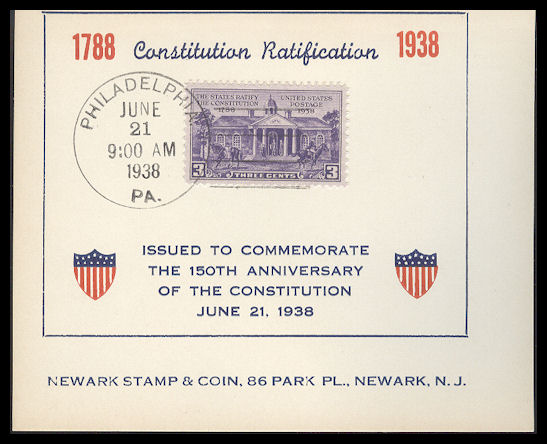 1788 Constitution Ratification 1938
PHILADELPHIA
JUNE
21
9:00 AM
1938
PA.
THE STATES RATIFY UNITED STATES
THE CONSTITUTION POSTAGE
1788 1938
3 THREE CENTS 3
ISSUED TO COMMEMORATE
THE 150TH ANNIVERSARY
OF THE CONSTITUTION
JUNE 21, 1938
NEWARK STAMP & COIN, 86 PARK PL., NEWARK, N. J.